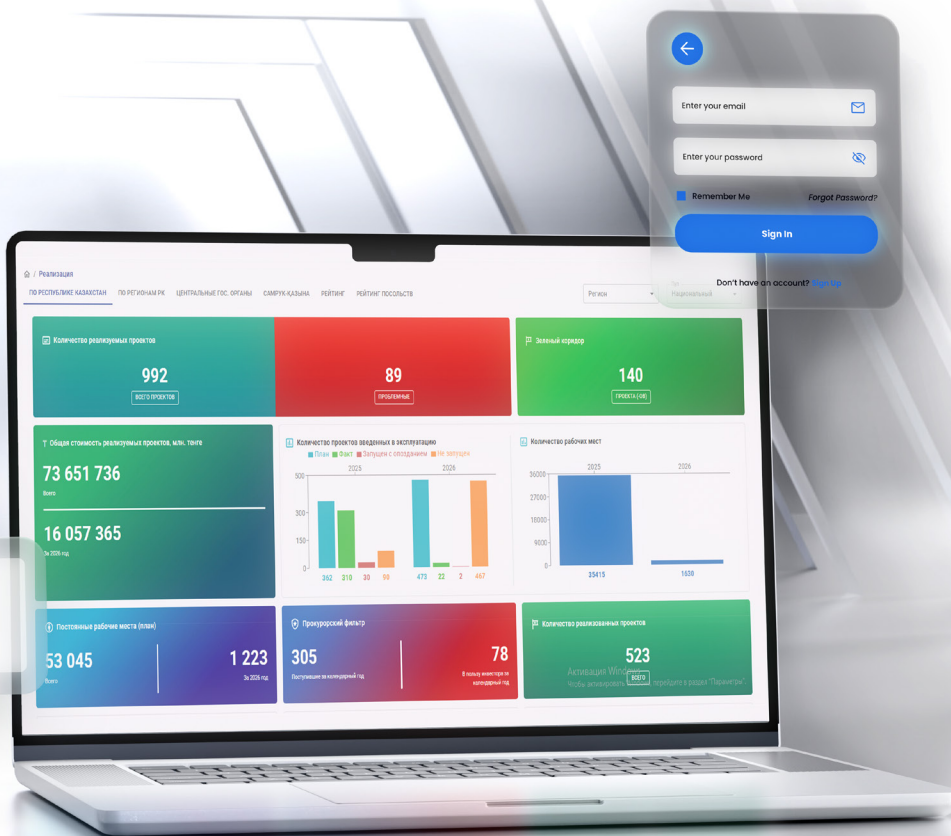 Enter your email
Enter your password
Remember Me
Forgot Password?
Sign In
Don't have an account? Sign Up
/ Реализация
ПО РЕСПУБЛИКЕ КАЗАХСТАН
ПО РЕГИОНАМ РК
ЦЕНТРАЛЬНЫЕ ГОС. ОРГАНЫ
САМРУК-ҚАЗЫНА
РЕЙТИНГ
РЕЙТИНГ ПОСОЛЬСТВ
Регион
Национальный
Количество реализуемых проектов
992
ВСЕГО ПРОЕКТОВ
89
ПРОБЛЕМНЫЕ
Зеленый коридор
140
ПРОЕКТА (-ОВ)
Общая стоимость реализуемых проектов, млн. тенге
73 651 736
Всего
16 057 365
За 2026 год
Количество проектов введенных в эксплуатацию
План Факт Запущен с опозданием Не запущен
2025 2026
500
300
150
0
362 310 30 90 473 22 2 467
Количество рабочих мест
2025 2026
36000
27000
18000
9000
0
35415 1630
Постоянные рабочие места (план)
53 045
Всего
1 223
За 2026 год
Прокурорский фильтр
305
Поступившие за календарный год
78
В пользу инвестора за
календарный год
Количество реализованных проектов
523
ВСЕГО
Активация Windows
Чтобы активировать перейдите в раздел "Параметры".